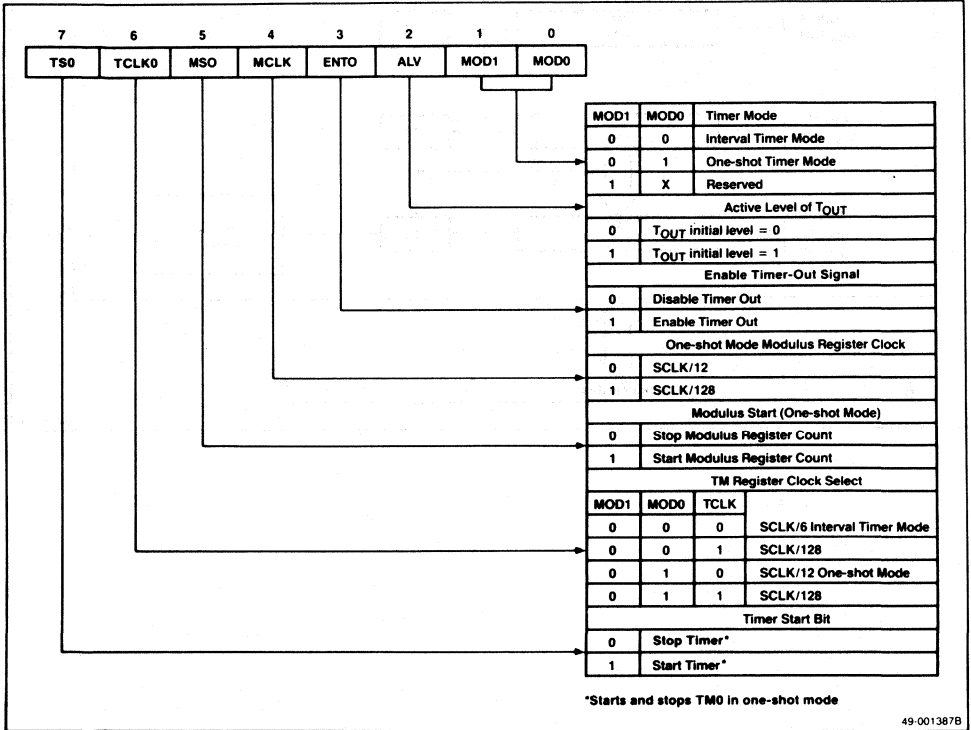 7 6 5 4 3 2 1 0
TS0 TCLK0 MSO MCLK ENTO ALV MOD1 MOD0
MOD1 MOD0 Timer Mode
0 0 Interval Timer Mode
0 1 One-shot Timer Mode
1 X Reserved
Active Level of TOUT
0 TOUT initial level = 0
1 TOUT initial level = 1
Enable Timer-Out Signal
0 Disable Timer Out
1 Enable Timer Out
One-shot Mode Modulus Register Clock
0 SCLK/12
1 SCLK/128
Modulus Start (One-shot Mode)
0 Stop Modulus Register Count
1 Start Modulus Register Count
TM Register Clock Select
MOD1 MOD0 TCLK
0 0 0 SCLK/6 Interval Timer Mode
0 0 1 SCLK/128
0 1 0 SCLK/12 One-shot Mode
0 1 1 SCLK/128
Timer Start Bit
0 Stop Timer*
1 Start Timer*
*Starts and stops TM0 in one-shot mode
49-001387B